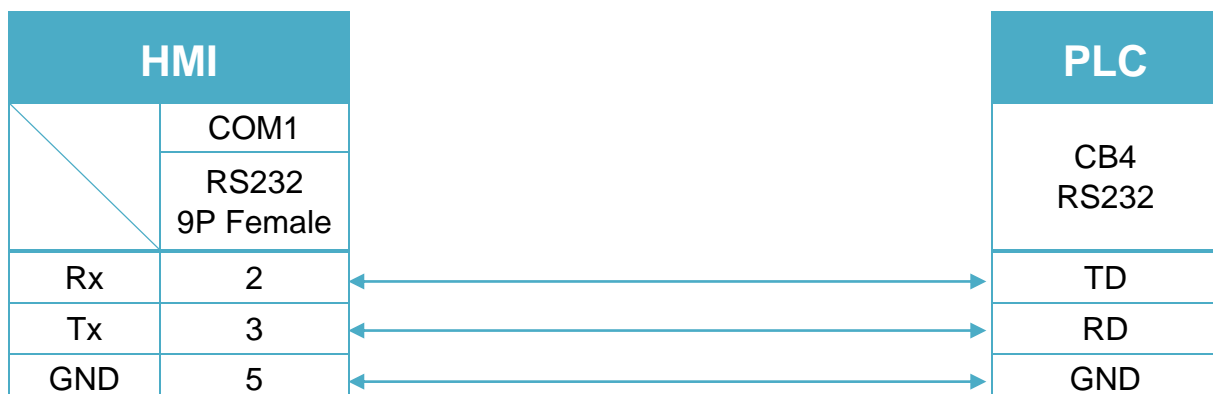 HMI
PLC
COM1
RS232
9P Female
CB4
RS232
Rx 2 TD
Tx 3 RD
GND 5 GND